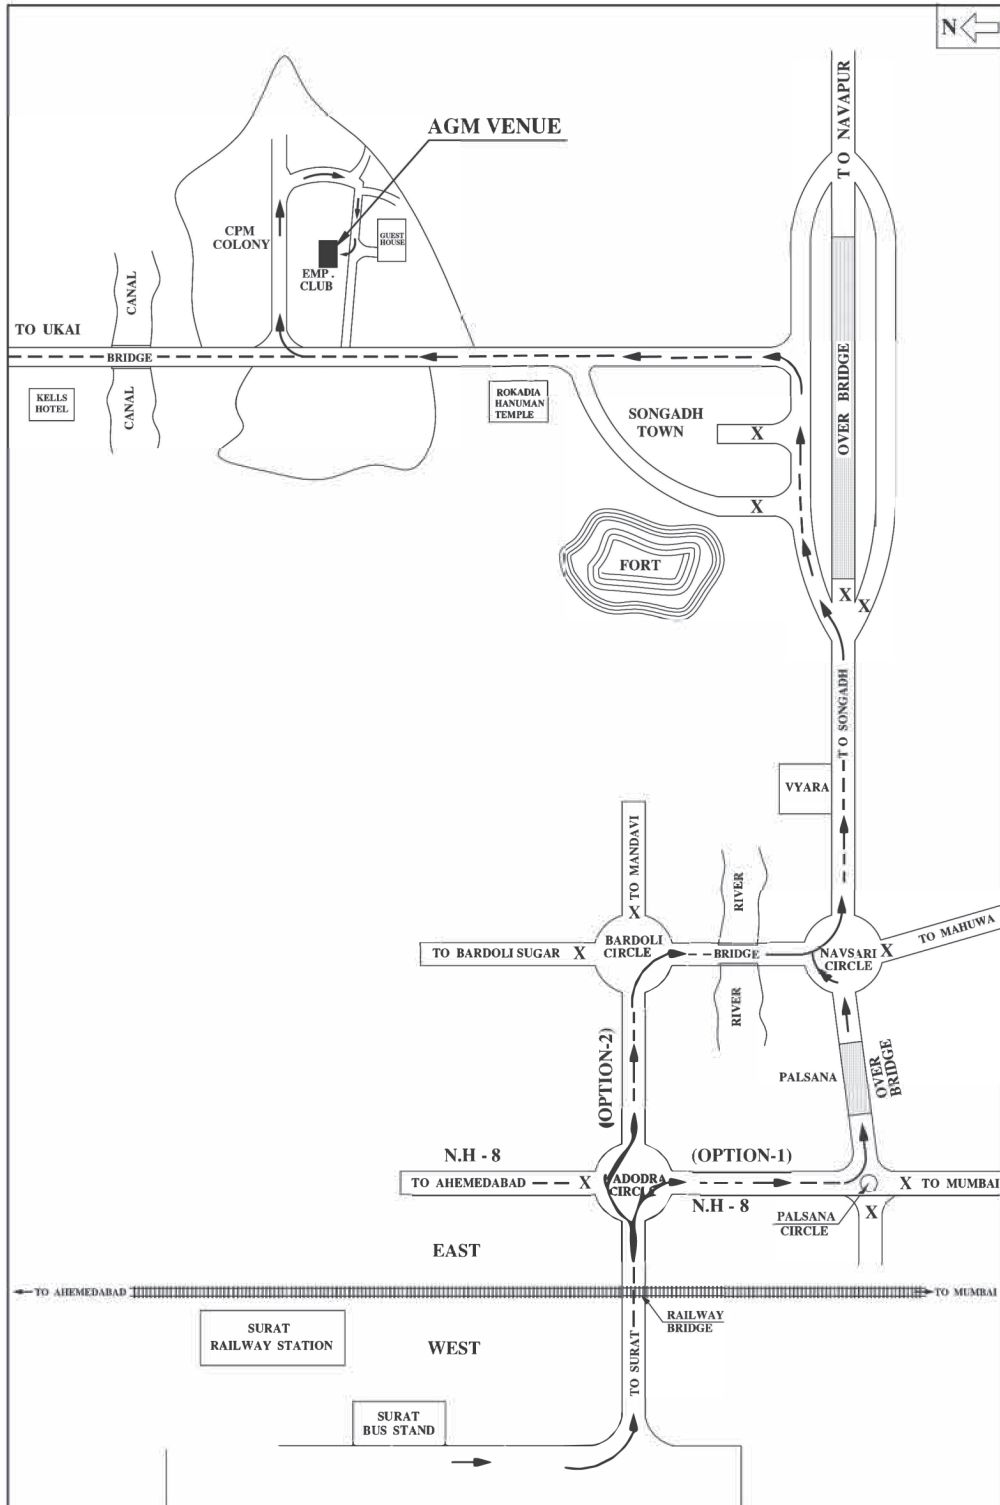 N
TO NAVAPUR
AGM VENUE
CPM
COLONY
GUEST
HOUSE
EMP.
CLUB
CANAL
TO UKAI
BRIDGE
OVER BRIDGE
KELLS
HOTEL
CANAL
ROKADIA
HANUMAN
TEMPLE
SONGADH
TOWN
X
X
FORT
X
X
TO SONGADH
VYARA
TO MANDAVI
X
RIVER
TO BARDOLI SUGAR
X
BARDOLI
CIRCLE
BRIDGE
NAVSARI
CIRCLE
X
TO MAHUWA
RIVER
(OPTION-2)
PALSANA
OVER
BRIDGE
N.H - 8
(OPTION-1)
TO AHEMEDABAD
X
ADODRA
CIRCLE
X
TO MUMBAI
N.H - 8
PALSANA
CIRCLE
X
EAST
TO AHEMEDABAD
TO MUMBAI
RAILWAY
BRIDGE
SURAT
RAILWAY STATION
WEST
TO SURAT
SURAT
BUS STAND